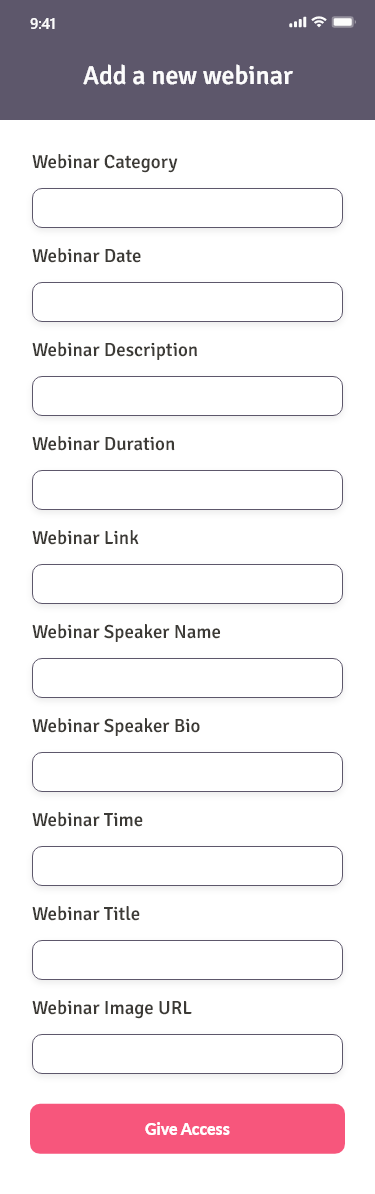 9:41
Add a new webinar
Webinar Category
Webinar Date
Webinar Description
Webinar Duration
Webinar Link
Webinar Speaker Name
Webinar Speaker Bio
Webinar Time
Webinar Title
Webinar Image URL
Give Access